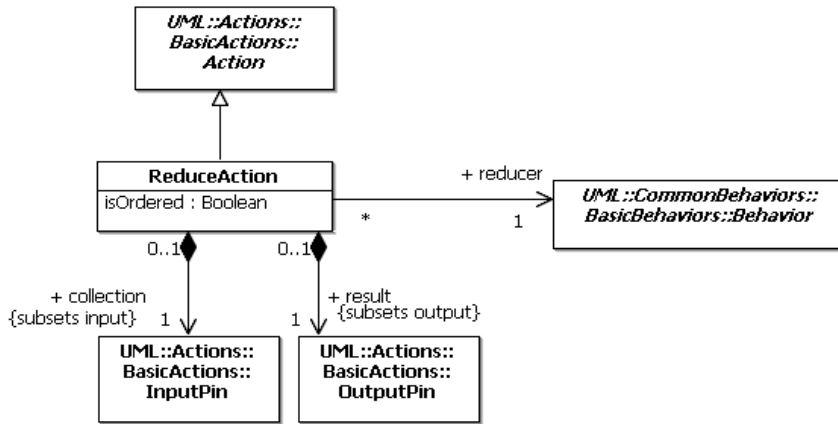 UML::Actions::
BasicActions::
Action
ReduceAction
isOrdered : Boolean
+ reducer
*
1
UML::CommonBehaviors::
BasicBehaviors::Behavior
0..1
0..1
+ collection
{subsets input}
1
+ result
{subsets output}
1
UML::Actions::
BasicActions::
InputPin
UML::Actions::
BasicActions::
OutputPin